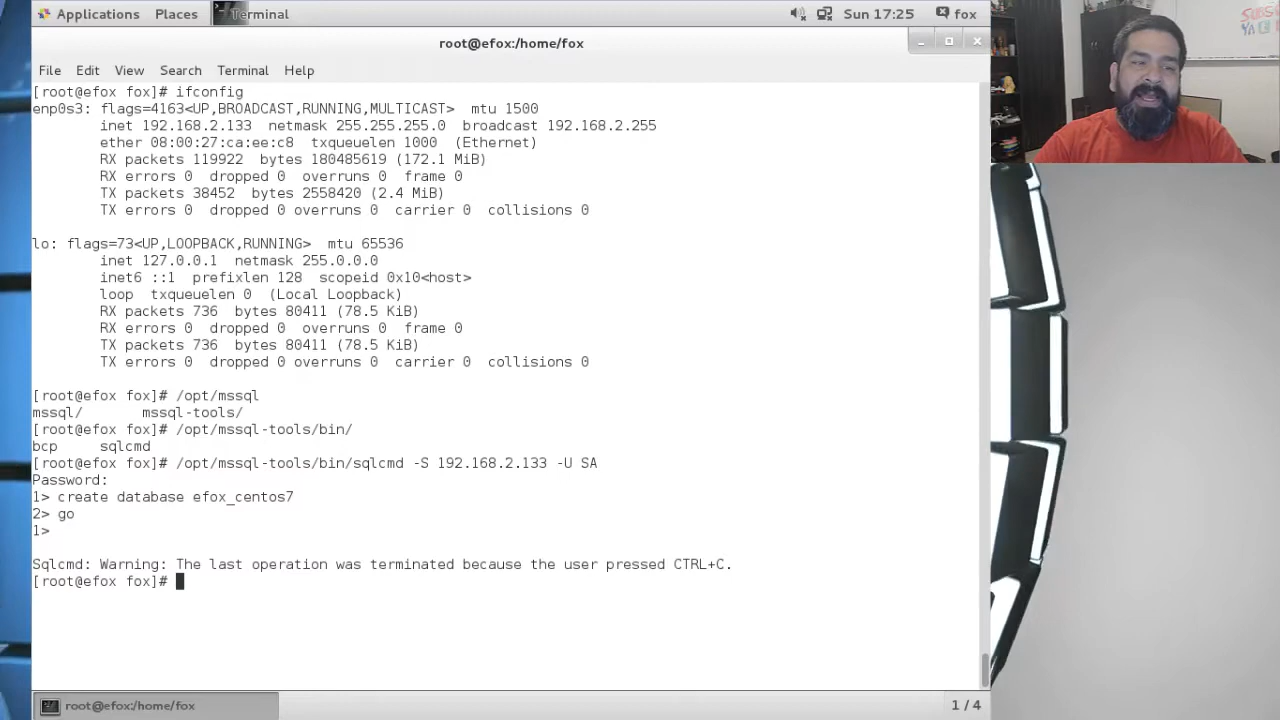 Applications Places Terminal Sun 17:25 fox
root@efox:/home/fox
File Edit View Search Terminal Help
[root@efox fox]# ifconfig
enp0s3: flags=4163<UP,BROADCAST,RUNNING,MULTICAST> mtu 1500
inet 192.168.2.133 netmask 255.255.255.0 broadcast 192.168.2.255
ether 08:00:27:ca:ee:c8 txqueuelen 1000 (Ethernet)
RX packets 119922 bytes 180485619 (172.1 MiB)
RX errors 0 dropped 0 overruns 0 frame 0
TX packets 38452 bytes 2558420 (2.4 MiB)
TX errors 0 dropped 0 overruns 0 carrier 0 collisions 0
lo: flags=73<UP,LOOPBACK,RUNNING> mtu 65536
inet 127.0.0.1 netmask 255.0.0.0
inet6 ::1 prefixlen 128 scopeid 0x10<host>
loop txqueuelen 0 (Local Loopback)
RX packets 736 bytes 80411 (78.5 KiB)
RX errors 0 dropped 0 overruns 0 frame 0
TX packets 736 bytes 80411 (78.5 KiB)
TX errors 0 dropped 0 overruns 0 carrier 0 collisions 0
[root@efox fox]# /opt/mssql
mssql/ mssql-tools/
[root@efox fox]# /opt/mssql-tools/bin/
bcp sqlcmd
[root@efox fox]# /opt/mssql-tools/bin/sqlcmd -S 192.168.2.133 -U SA
Password:
1> create database efox_centos7
2> go
1>
Sqlcmd: Warning: The last operation was terminated because the user pressed CTRL+C.
[root@efox fox]#
root@efox:/home/fox 1 / 4